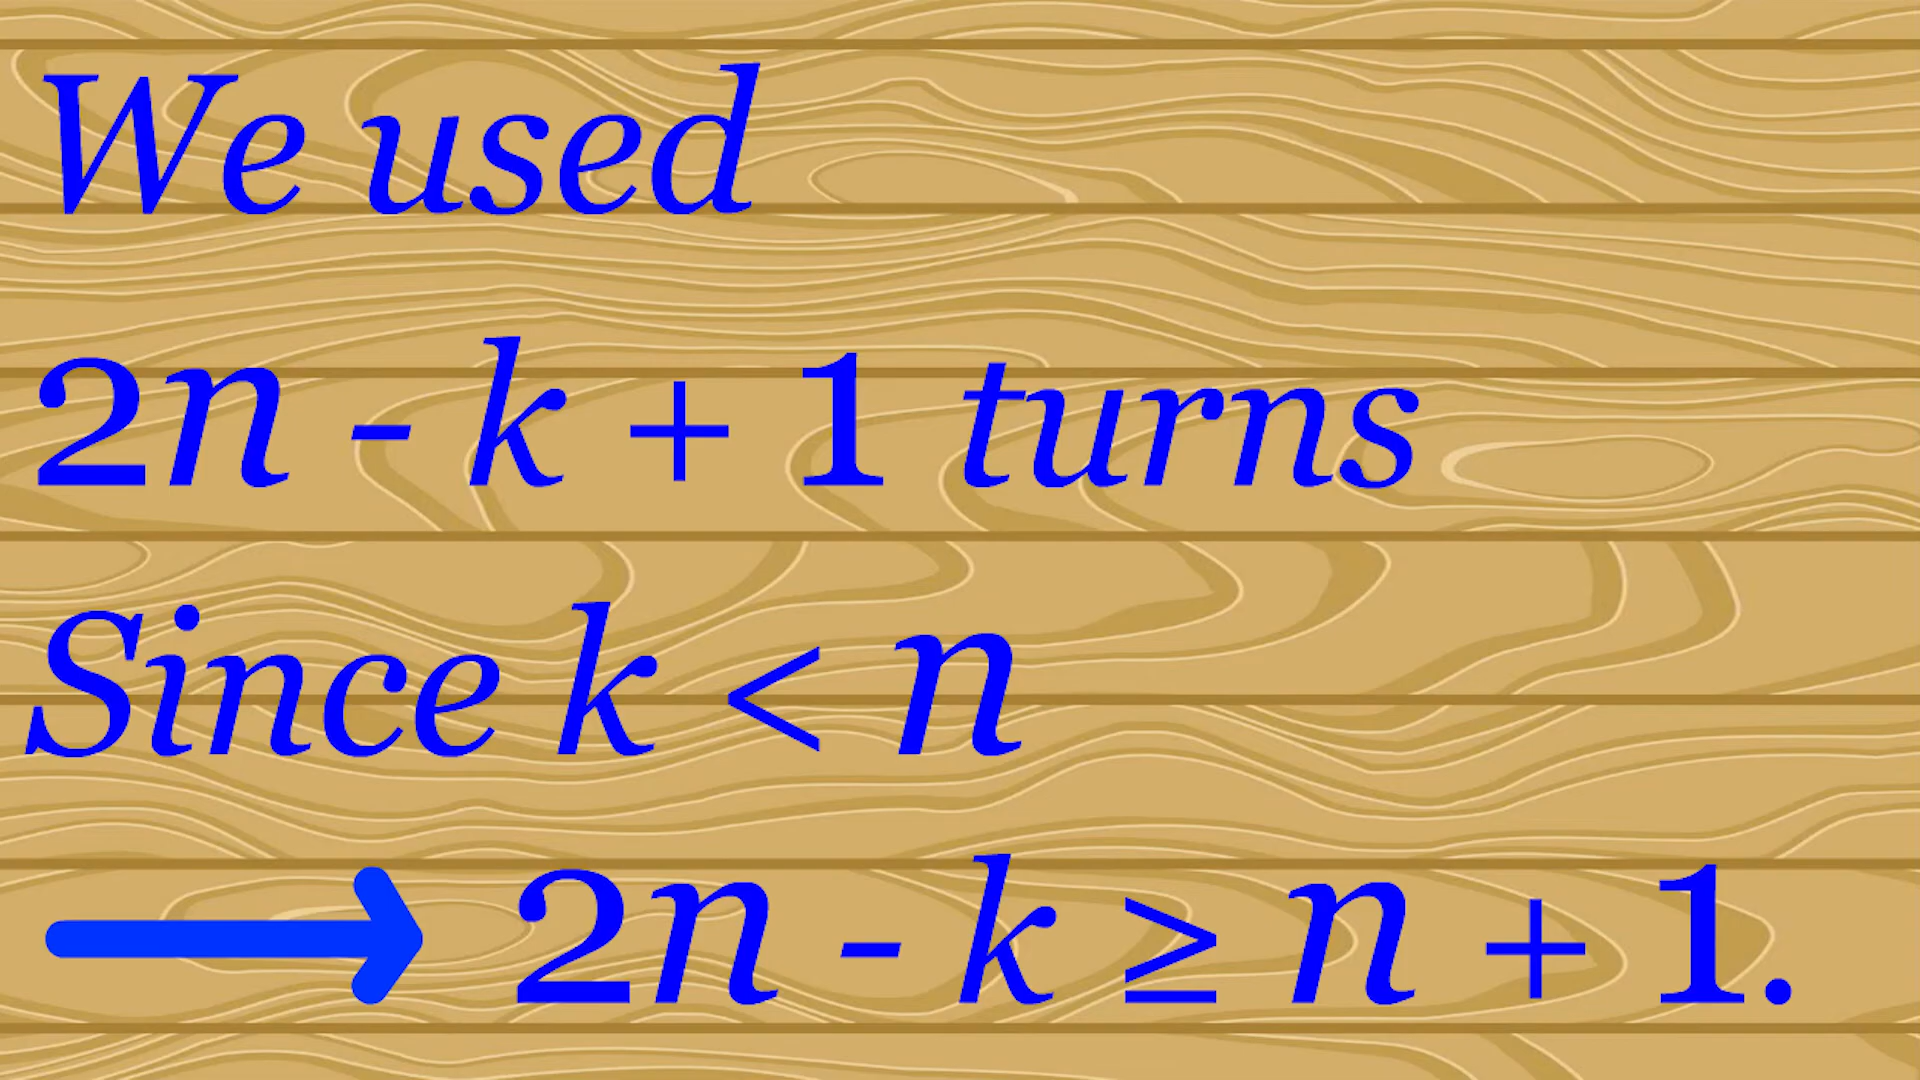 We used
2n - k + 1 turns
Since k < n
→ 2n - k ≥ n + 1.